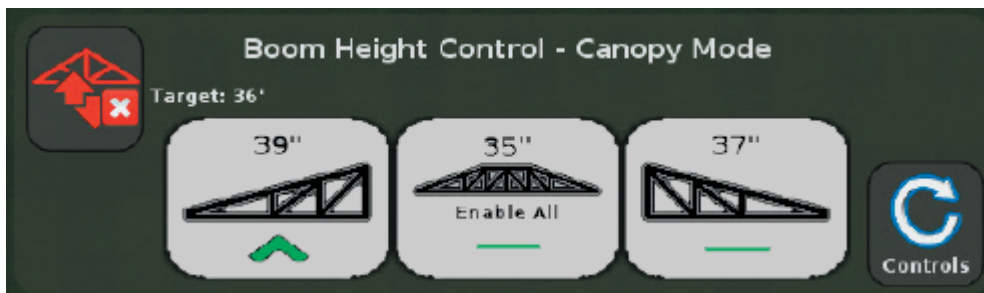 Boom Height Control - Canopy Mode
Target: 36'
39" 35" 37"
Enable All
Controls